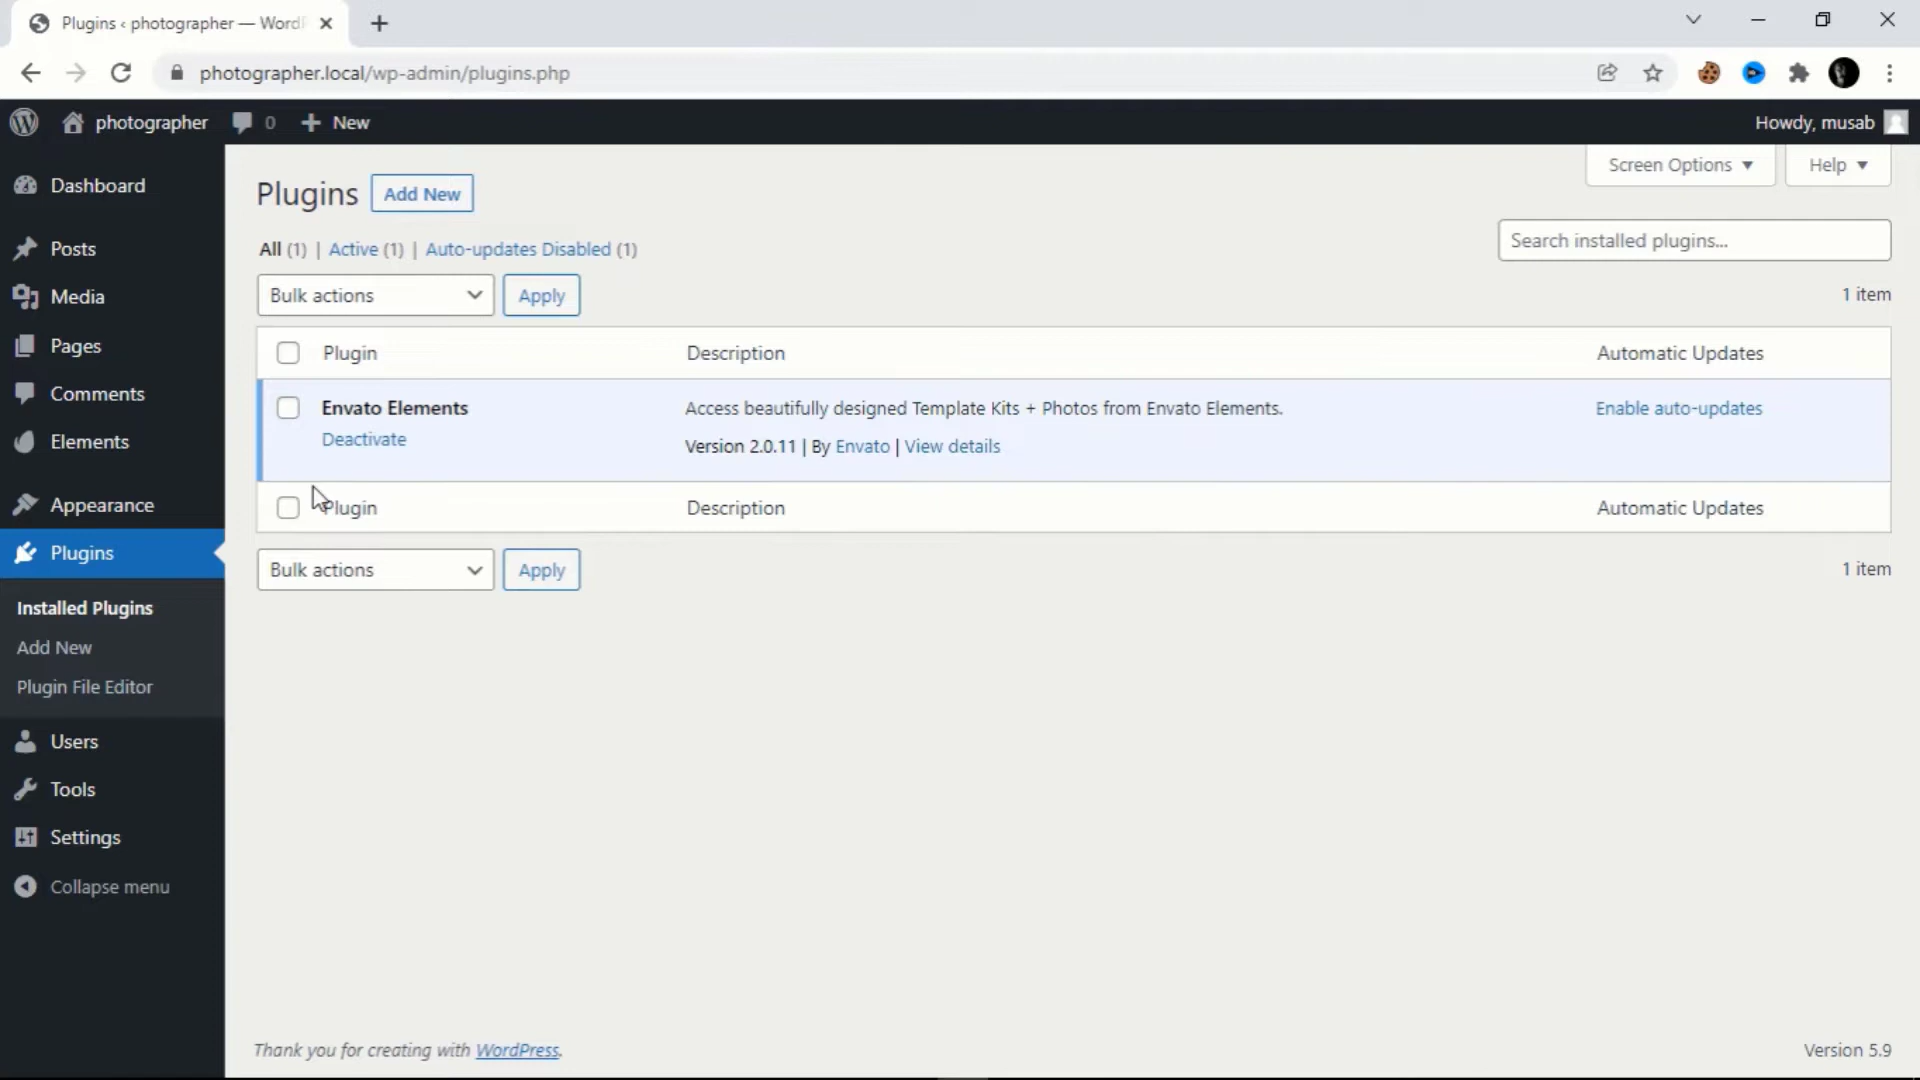 Plugins ‹ photographer — Word
photographer.local/wp-admin/plugins.php
photographer 0 New Howdy, musab
Screen Options Help
Dashboard
Posts
Media
Pages
Comments
Elements
Appearance
Plugins
Installed Plugins
Add New
Plugin File Editor
Users
Tools
Settings
Collapse menu
Plugins Add New
All (1) | Active (1) | Auto-updates Disabled (1)
Search installed plugins...
Bulk actions Apply 1 item
Plugin Description Automatic Updates
Envato Elements Access beautifully designed Template Kits + Photos from Envato Elements. Enable auto-updates
Deactivate Version 2.0.11 | By Envato | View details
Plugin Description Automatic Updates
Bulk actions Apply 1 item
Thank you for creating with WordPress. Version 5.9